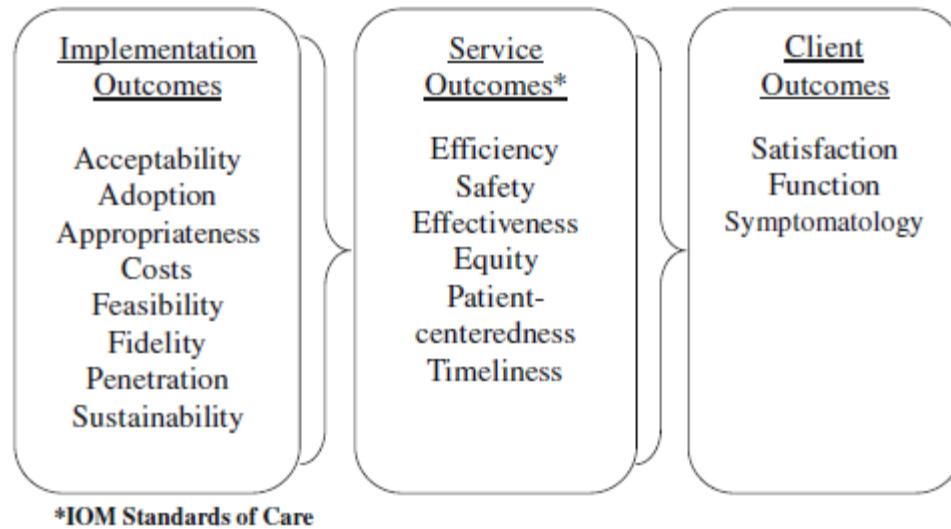 Implementation
Outcomes
Acceptability
Adoption
Appropriateness
Costs
Feasibility
Fidelity
Penetration
Sustainability
Service
Outcomes*
Efficiency
Safety
Effectiveness
Equity
Patient-
centeredness
Timeliness
Client
Outcomes
Satisfaction
Function
Symptomatology
*IOM Standards of Care